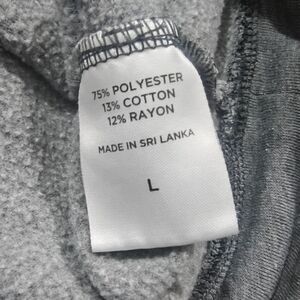 75% POLYESTER
13% COTTON
12% RAYON
MADE IN SRI LANKA
L